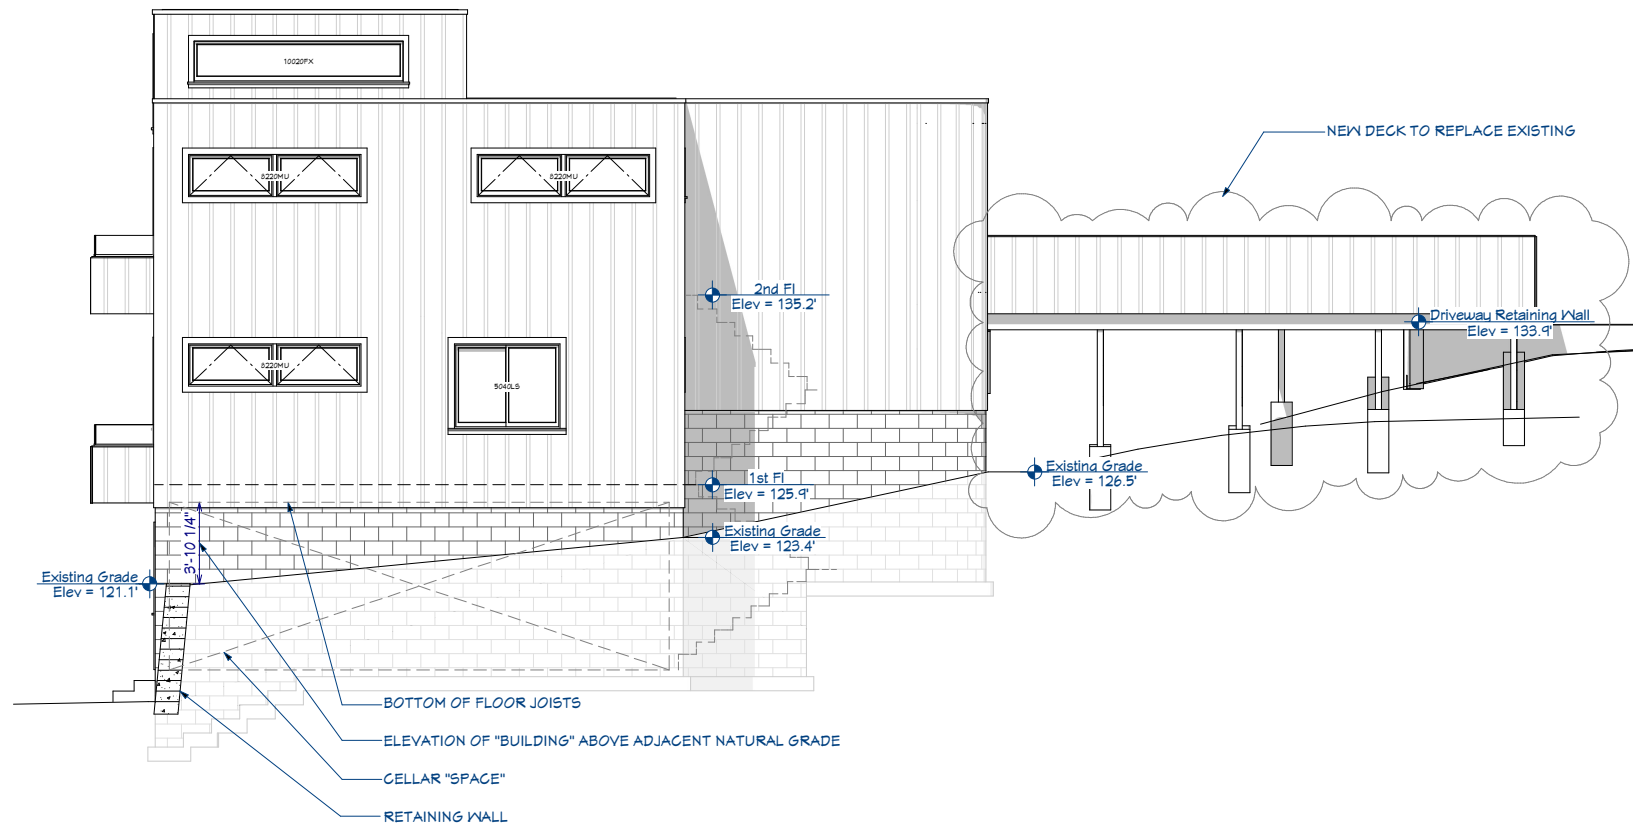 10020FX
NEW DECK TO REPLACE EXISTING
B220MU
B220MU
2nd Fl
Elev = 135.2'
Driveway Retaining Wall
Elev = 133.9'
B220MU
5040LS
1st Fl
Elev = 125.9'
Existing Grade
Elev = 126.5'
3'-10 1/4"
Existing Grade
Elev = 123.4'
Existing Grade
Elev = 121.1'
BOTTOM OF FLOOR JOISTS
ELEVATION OF "BUILDING" ABOVE ADJACENT NATURAL GRADE
CELLAR "SPACE"
RETAINING WALL